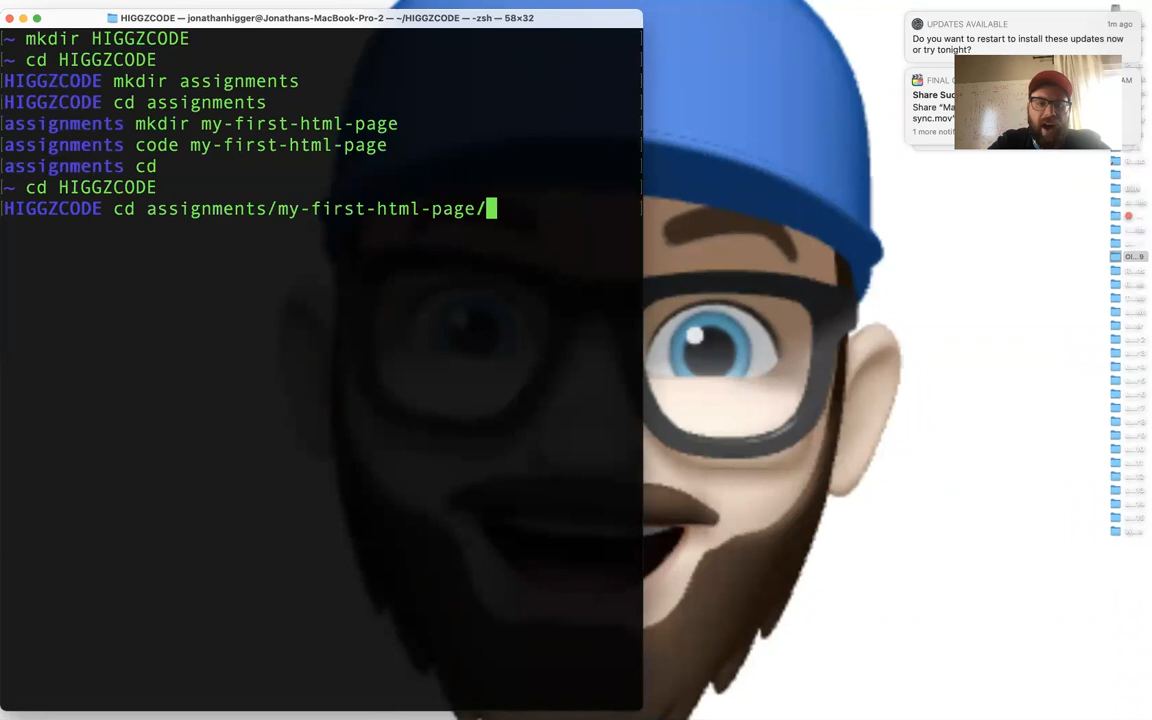 HIGGZCODE — jonathanhigger@Jonathans-MacBook-Pro-2 — ~/HIGGZCODE — -zsh — 58×32
~ mkdir HIGGZCODE
~ cd HIGGZCODE
HIGGZCODE mkdir assignments
HIGGZCODE cd assignments
assignments mkdir my-first-html-page
assignments code my-first-html-page
assignments cd
~ cd HIGGZCODE
HIGGZCODE cd assignments/my-first-html-page/
UPDATES AVAILABLE 1m ago
Do you want to restart to install these updates now
or try tonight?
FINAL AM
Share
Share
sync.mov"
1 more